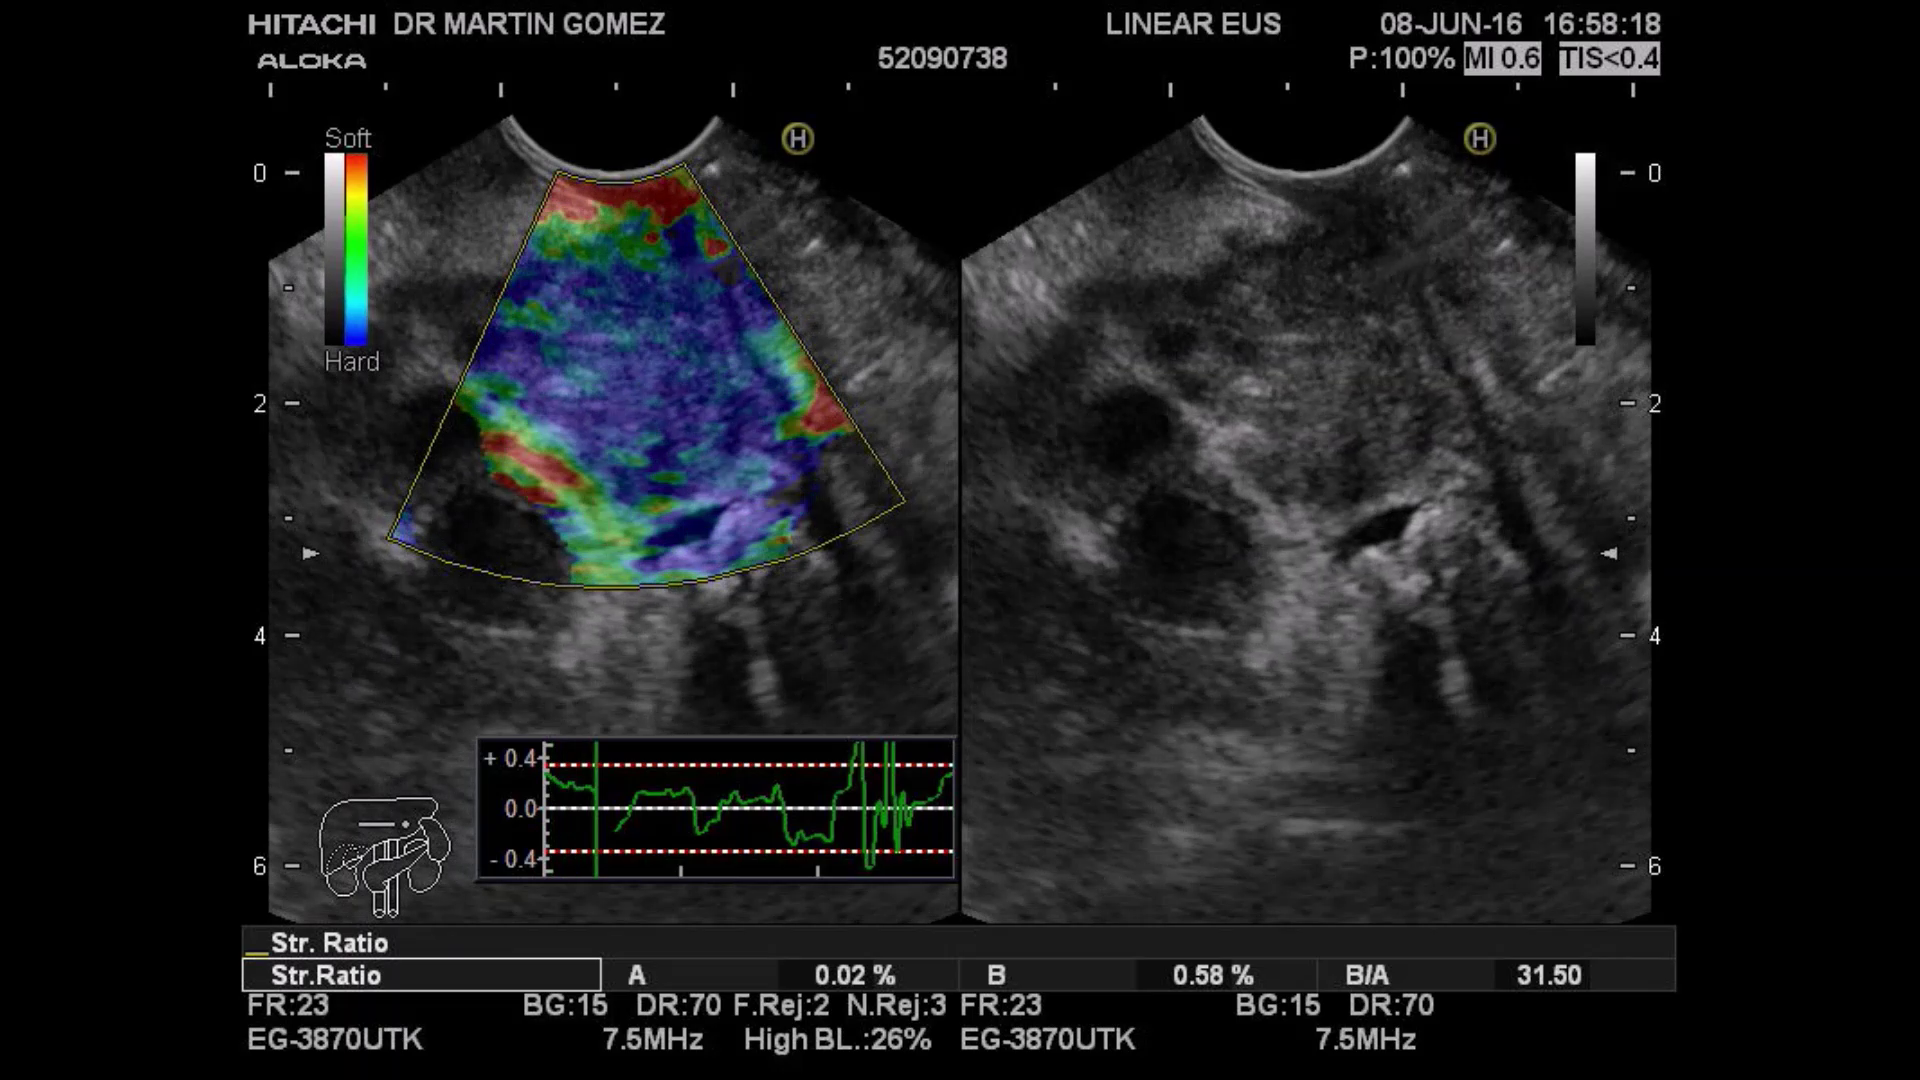 HITACHI DR MARTIN GOMEZ LINEAR EUS 08-JUN-16 16:58:18
ALOKA 52090738 P:100% MI 0.6 TIS<0.4
H H
Soft
0 0
Hard
2 2
4 4
+ 0.4
0.0
- 0.4
6 6
_Str. Ratio
Str.Ratio A 0.02 % B 0.58 % B/A 31.50
FR:23 BG:15 DR:70 F.Rej:2 N.Rej:3 FR:23 BG:15 DR:70
EG-3870UTK 7.5MHz High BL.:26% EG-3870UTK 7.5MHz